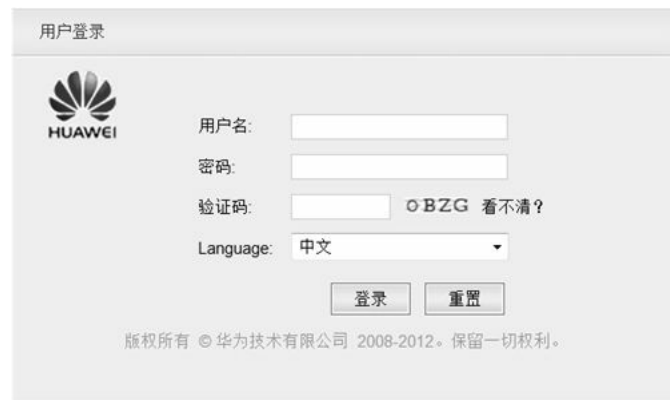 用户登录
HUAWEI
用户名:
密码:
验证码: OBZG 看不清?
Language: 中文
登录 重置
版权所有 © 华为技术有限公司 2008-2012。保留一切权利。